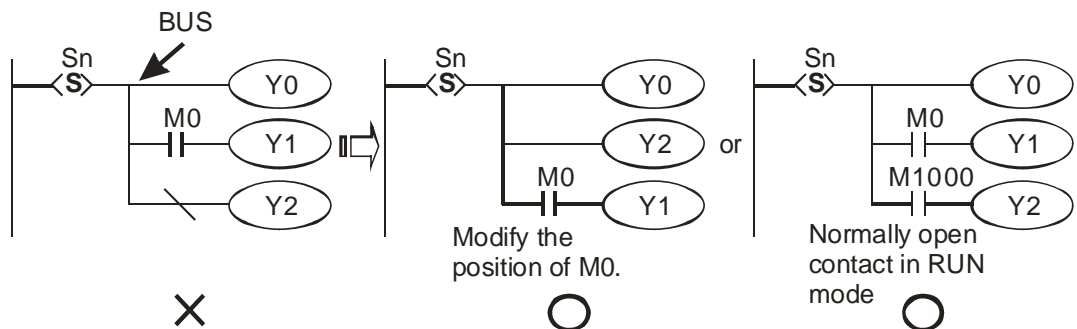 BUS
Sn
S
Y0
M0
Y1
Y2
Sn
S
Y0
Y2
M0
Y1
Modify the
position of M0.
or
Sn
S
Y0
M0
Y1
M1000
Y2
Normally open
contact in RUN
mode